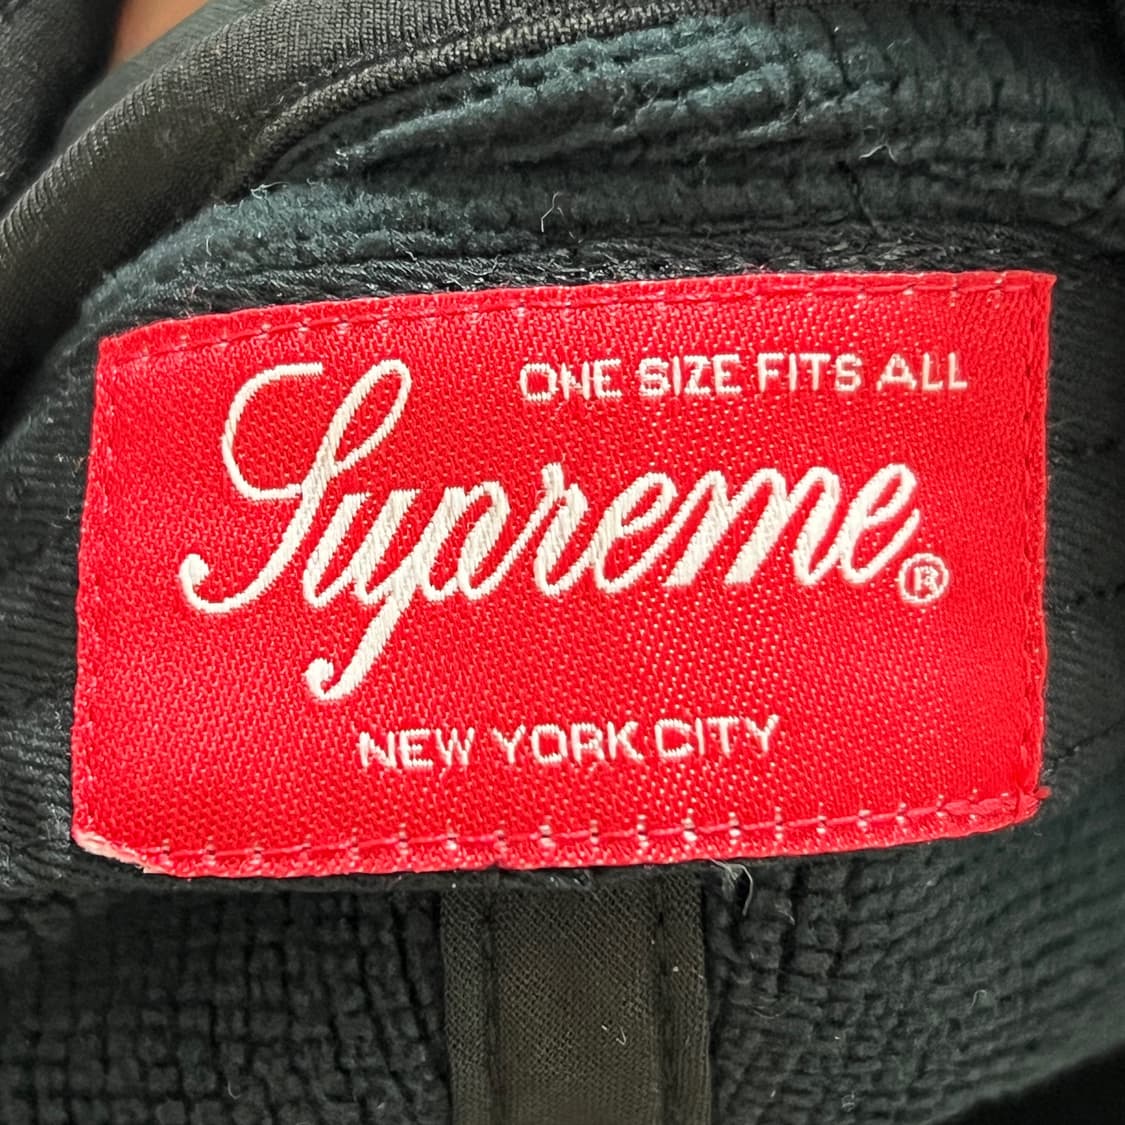 ONE SIZE FITS ALL
Supreme®
NEW YORK CITY